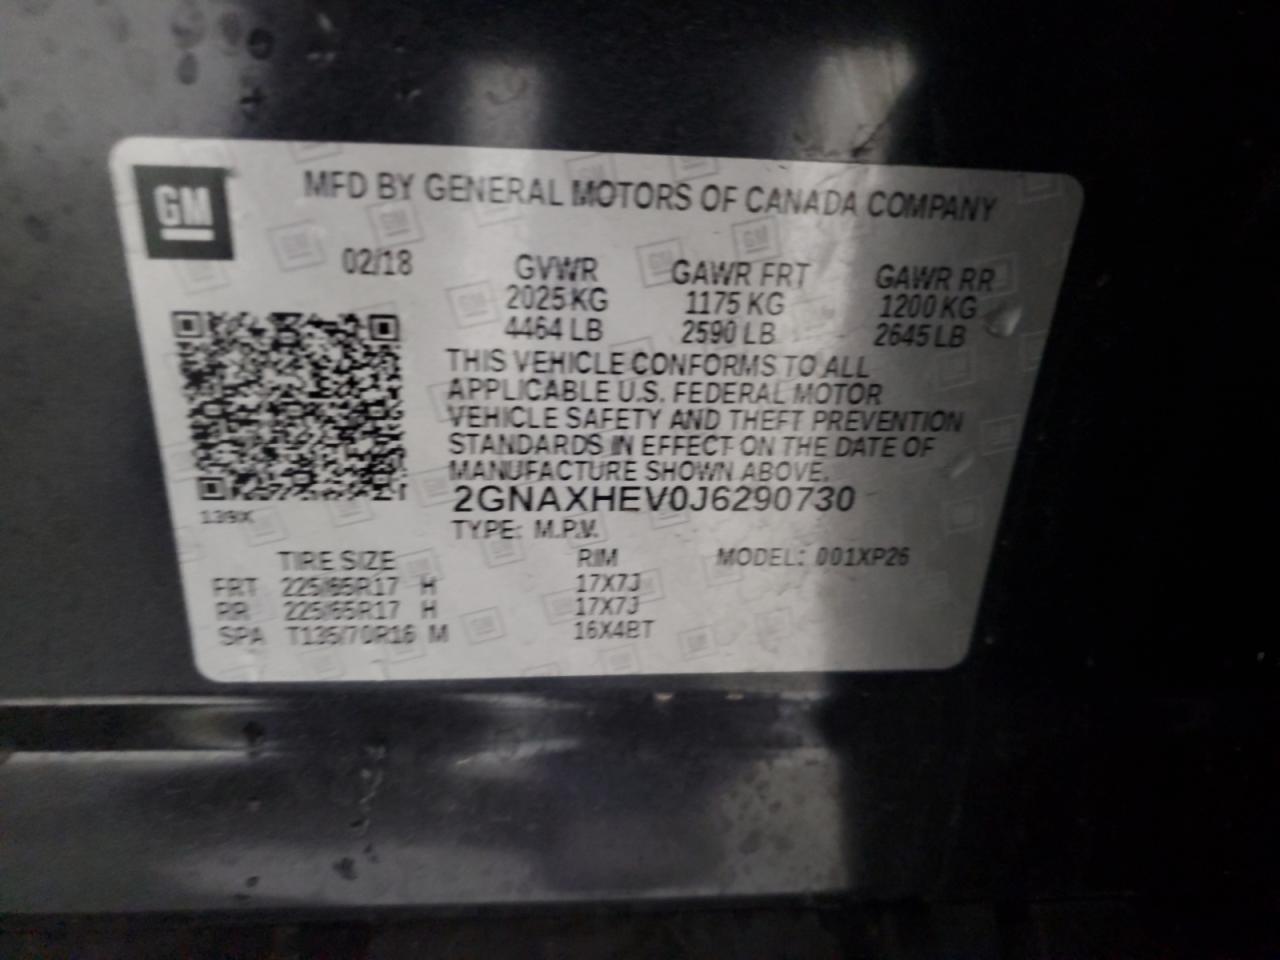 GM
MFD BY GENERAL MOTORS OF CANADA COMPANY
02/18 GVWR GAWR FRT GAWR RR
2025 KG 1175 KG 1200 KG
4464 LB 2590 LB 2645 LB
THIS VEHICLE CONFORMS TO ALL
APPLICABLE U.S. FEDERAL MOTOR
VEHICLE SAFETY AND THEFT PREVENTION
STANDARDS IN EFFECT ON THE DATE OF
MANUFACTURE SHOWN ABOVE.
2GNAXHEV0J6290730
139X
TYPE: M.P.V.
TIRE SIZE RIM MODEL: 001XP26
FRT 225/65R17 H 17X7J
RR 225/65R17 H 17X7J
SPA T135/70R16 M 16X4BT